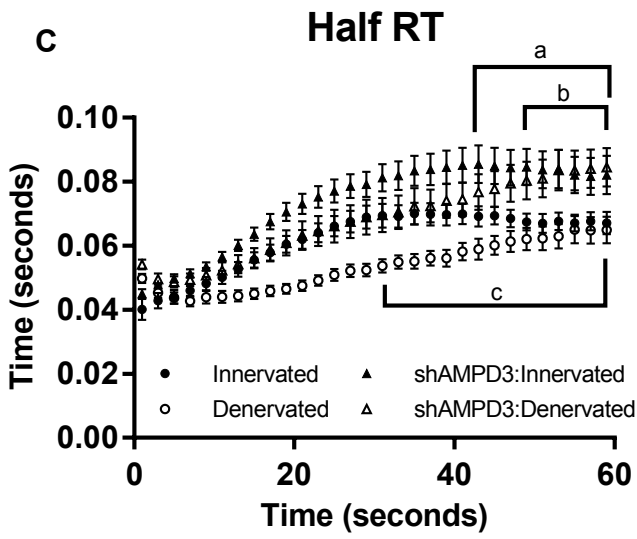 C
Half RT
a
b
0.10
0.08
0.06
0.04
0.02
0.00
c
Innervated
shAMPD3:Innervated
Denervated
shAMPD3:Denervated
0
20
40
60
Time (seconds)
Time (seconds)